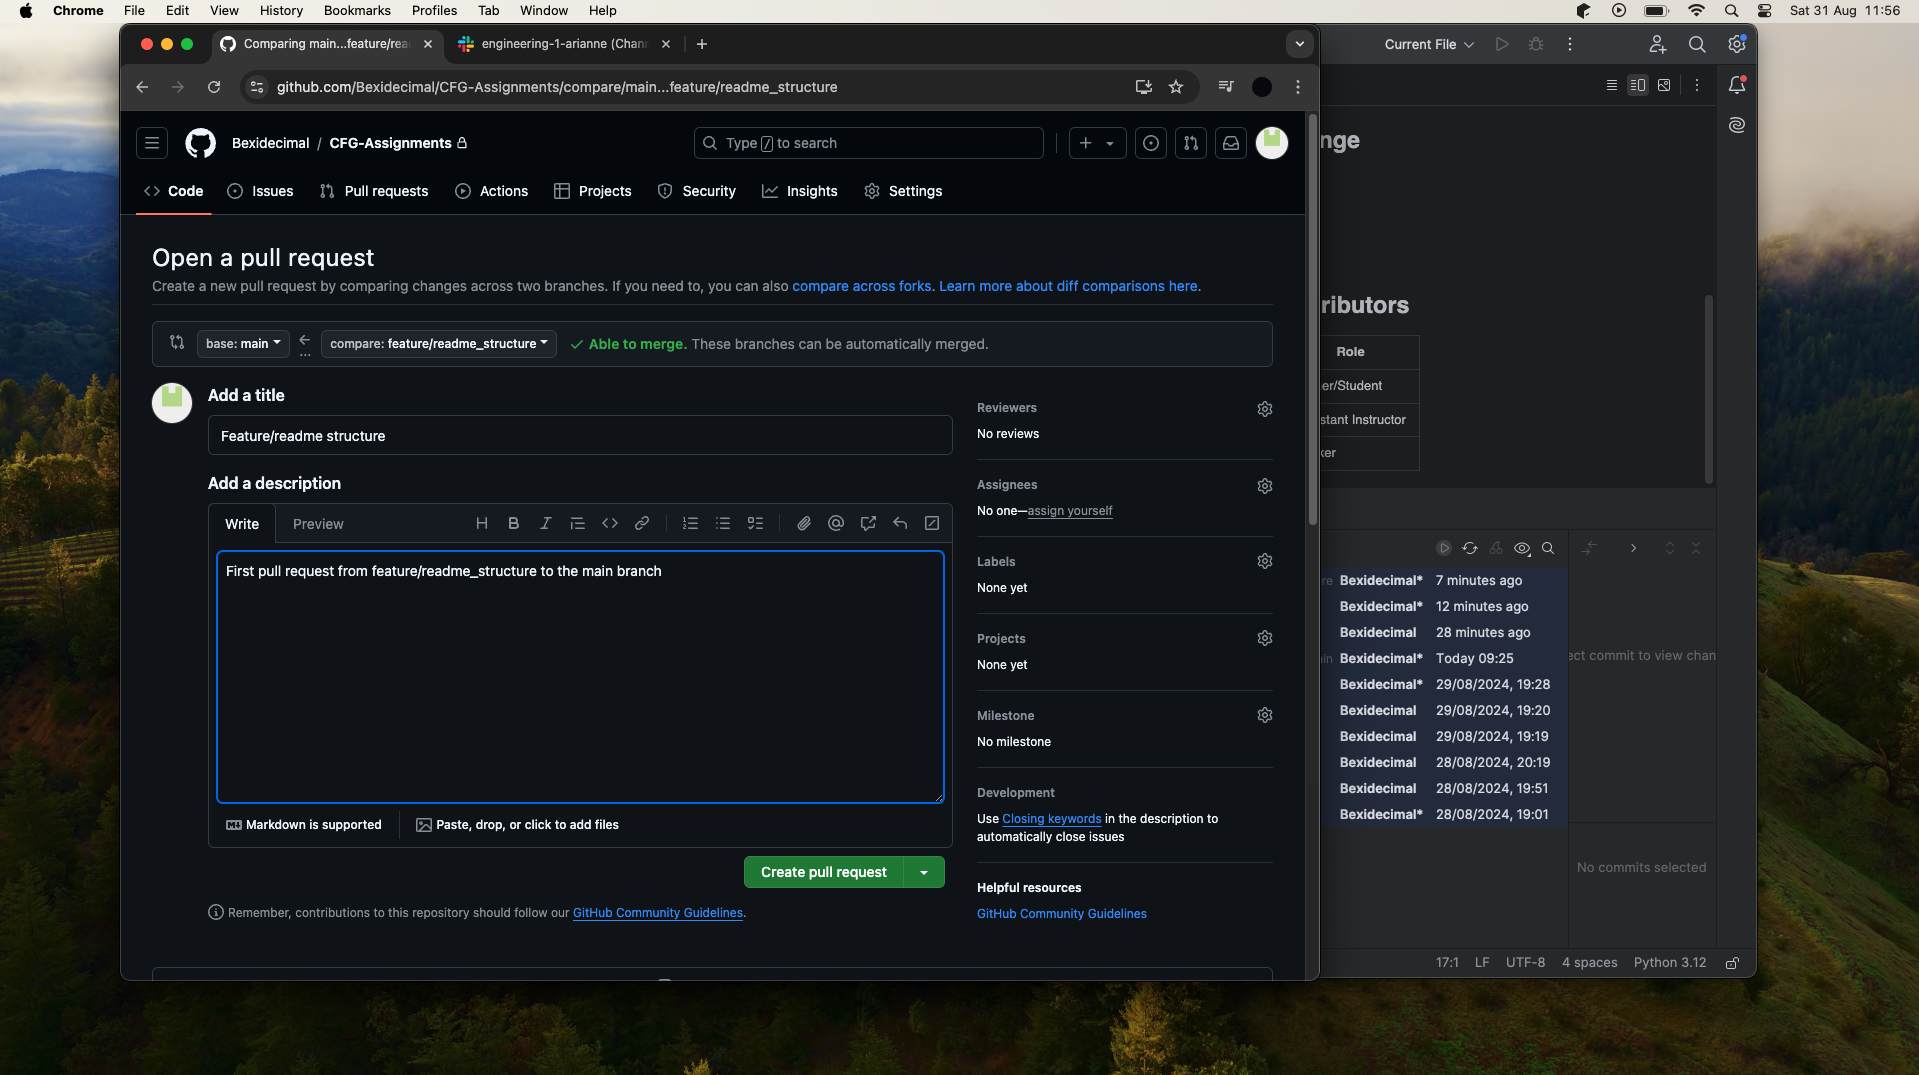 Chrome File Edit View History Bookmarks Profiles Tab Window Help
Sat 31 Aug 11:56
Comparing main...feature/rea
engineering-1-arianne (Chann
github.com/Bexidecimal/CFG-Assignments/compare/main...feature/readme_structure
Bexidecimal / CFG-Assignments
Type / to search
Code Issues Pull requests Actions Projects Security Insights Settings
Open a pull request
Create a new pull request by comparing changes across two branches. If you need to, you can also compare across forks. Learn more about diff comparisons here.
base: main
compare: feature/readme_structure
Able to merge. These branches can be automatically merged.
Add a title
Feature/readme structure
Add a description
Write Preview
First pull request from feature/readme_structure to the main branch
Markdown is supported
Paste, drop, or click to add files
Create pull request
Remember, contributions to this repository should follow our GitHub Community Guidelines.
Reviewers
No reviews
Assignees
No one—assign yourself
Labels
None yet
Projects
None yet
Milestone
No milestone
Development
Use Closing keywords in the description to
automatically close issues
Helpful resources
GitHub Community Guidelines
Current File
nge
ributors
Role
er/Student
stant Instructor
ker
re Bexidecimal* 7 minutes ago
Bexidecimal* 12 minutes ago
Bexidecimal 28 minutes ago
in Bexidecimal* Today 09:25
Bexidecimal* 29/08/2024, 19:28
Bexidecimal 29/08/2024, 19:20
Bexidecimal 29/08/2024, 19:19
Bexidecimal 28/08/2024, 20:19
Bexidecimal 28/08/2024, 19:51
Bexidecimal* 28/08/2024, 19:01
ect commit to view chan
No commits selected
17:1 LF UTF-8 4 spaces Python 3.12